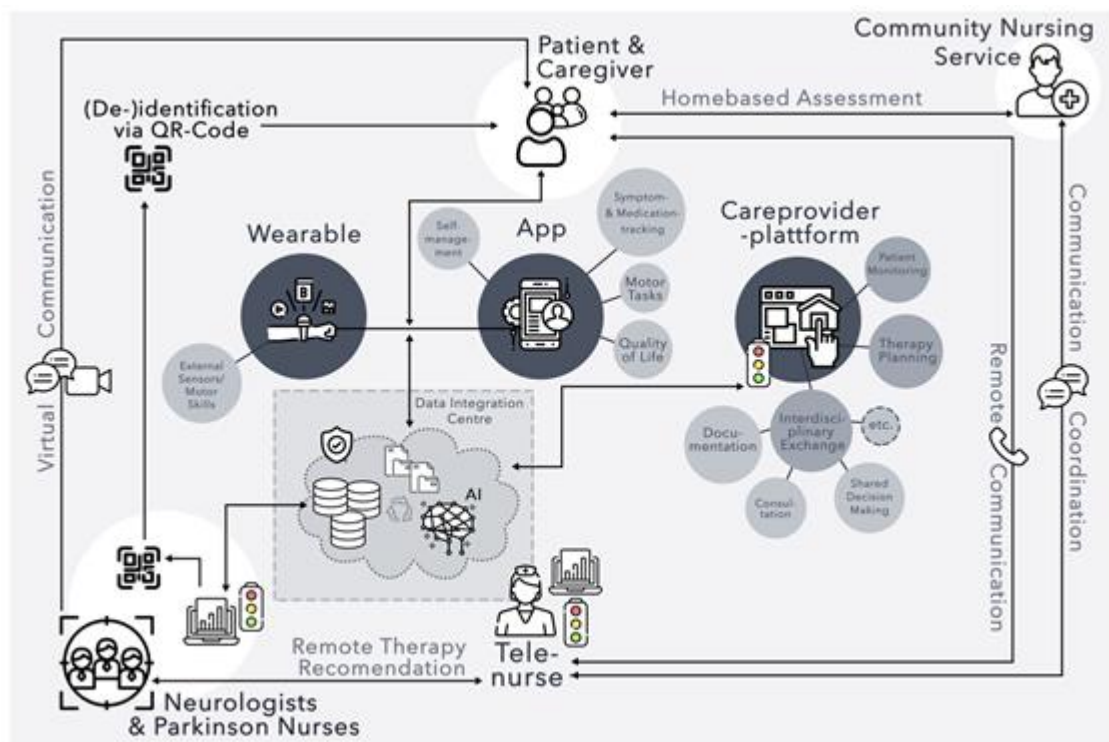 Patient &
Caregiver
Community Nursing
Service
(De-)identification
via QR-Code
Homebased Assessment
Virtual Communication
Wearable
App
Careprovider
-plattform
Self-
manage-
ment
Symptom-
& Medication-
tracking
Motor
Tasks
Quality
of Life
Patient
Monitoring
Therapy
Planning
External
Sensors/
Motor
Skills
B
Data Integration
Centre
AI
Interdisci-
plinary
Exchange
etc.
Docu-
mentation
Consul-
tation
Shared
Decision
Making
Remote Communication
Communication Coordination
Remote Therapy
Recomendation
Tele-
nurse
Neurologists
& Parkinson Nurses